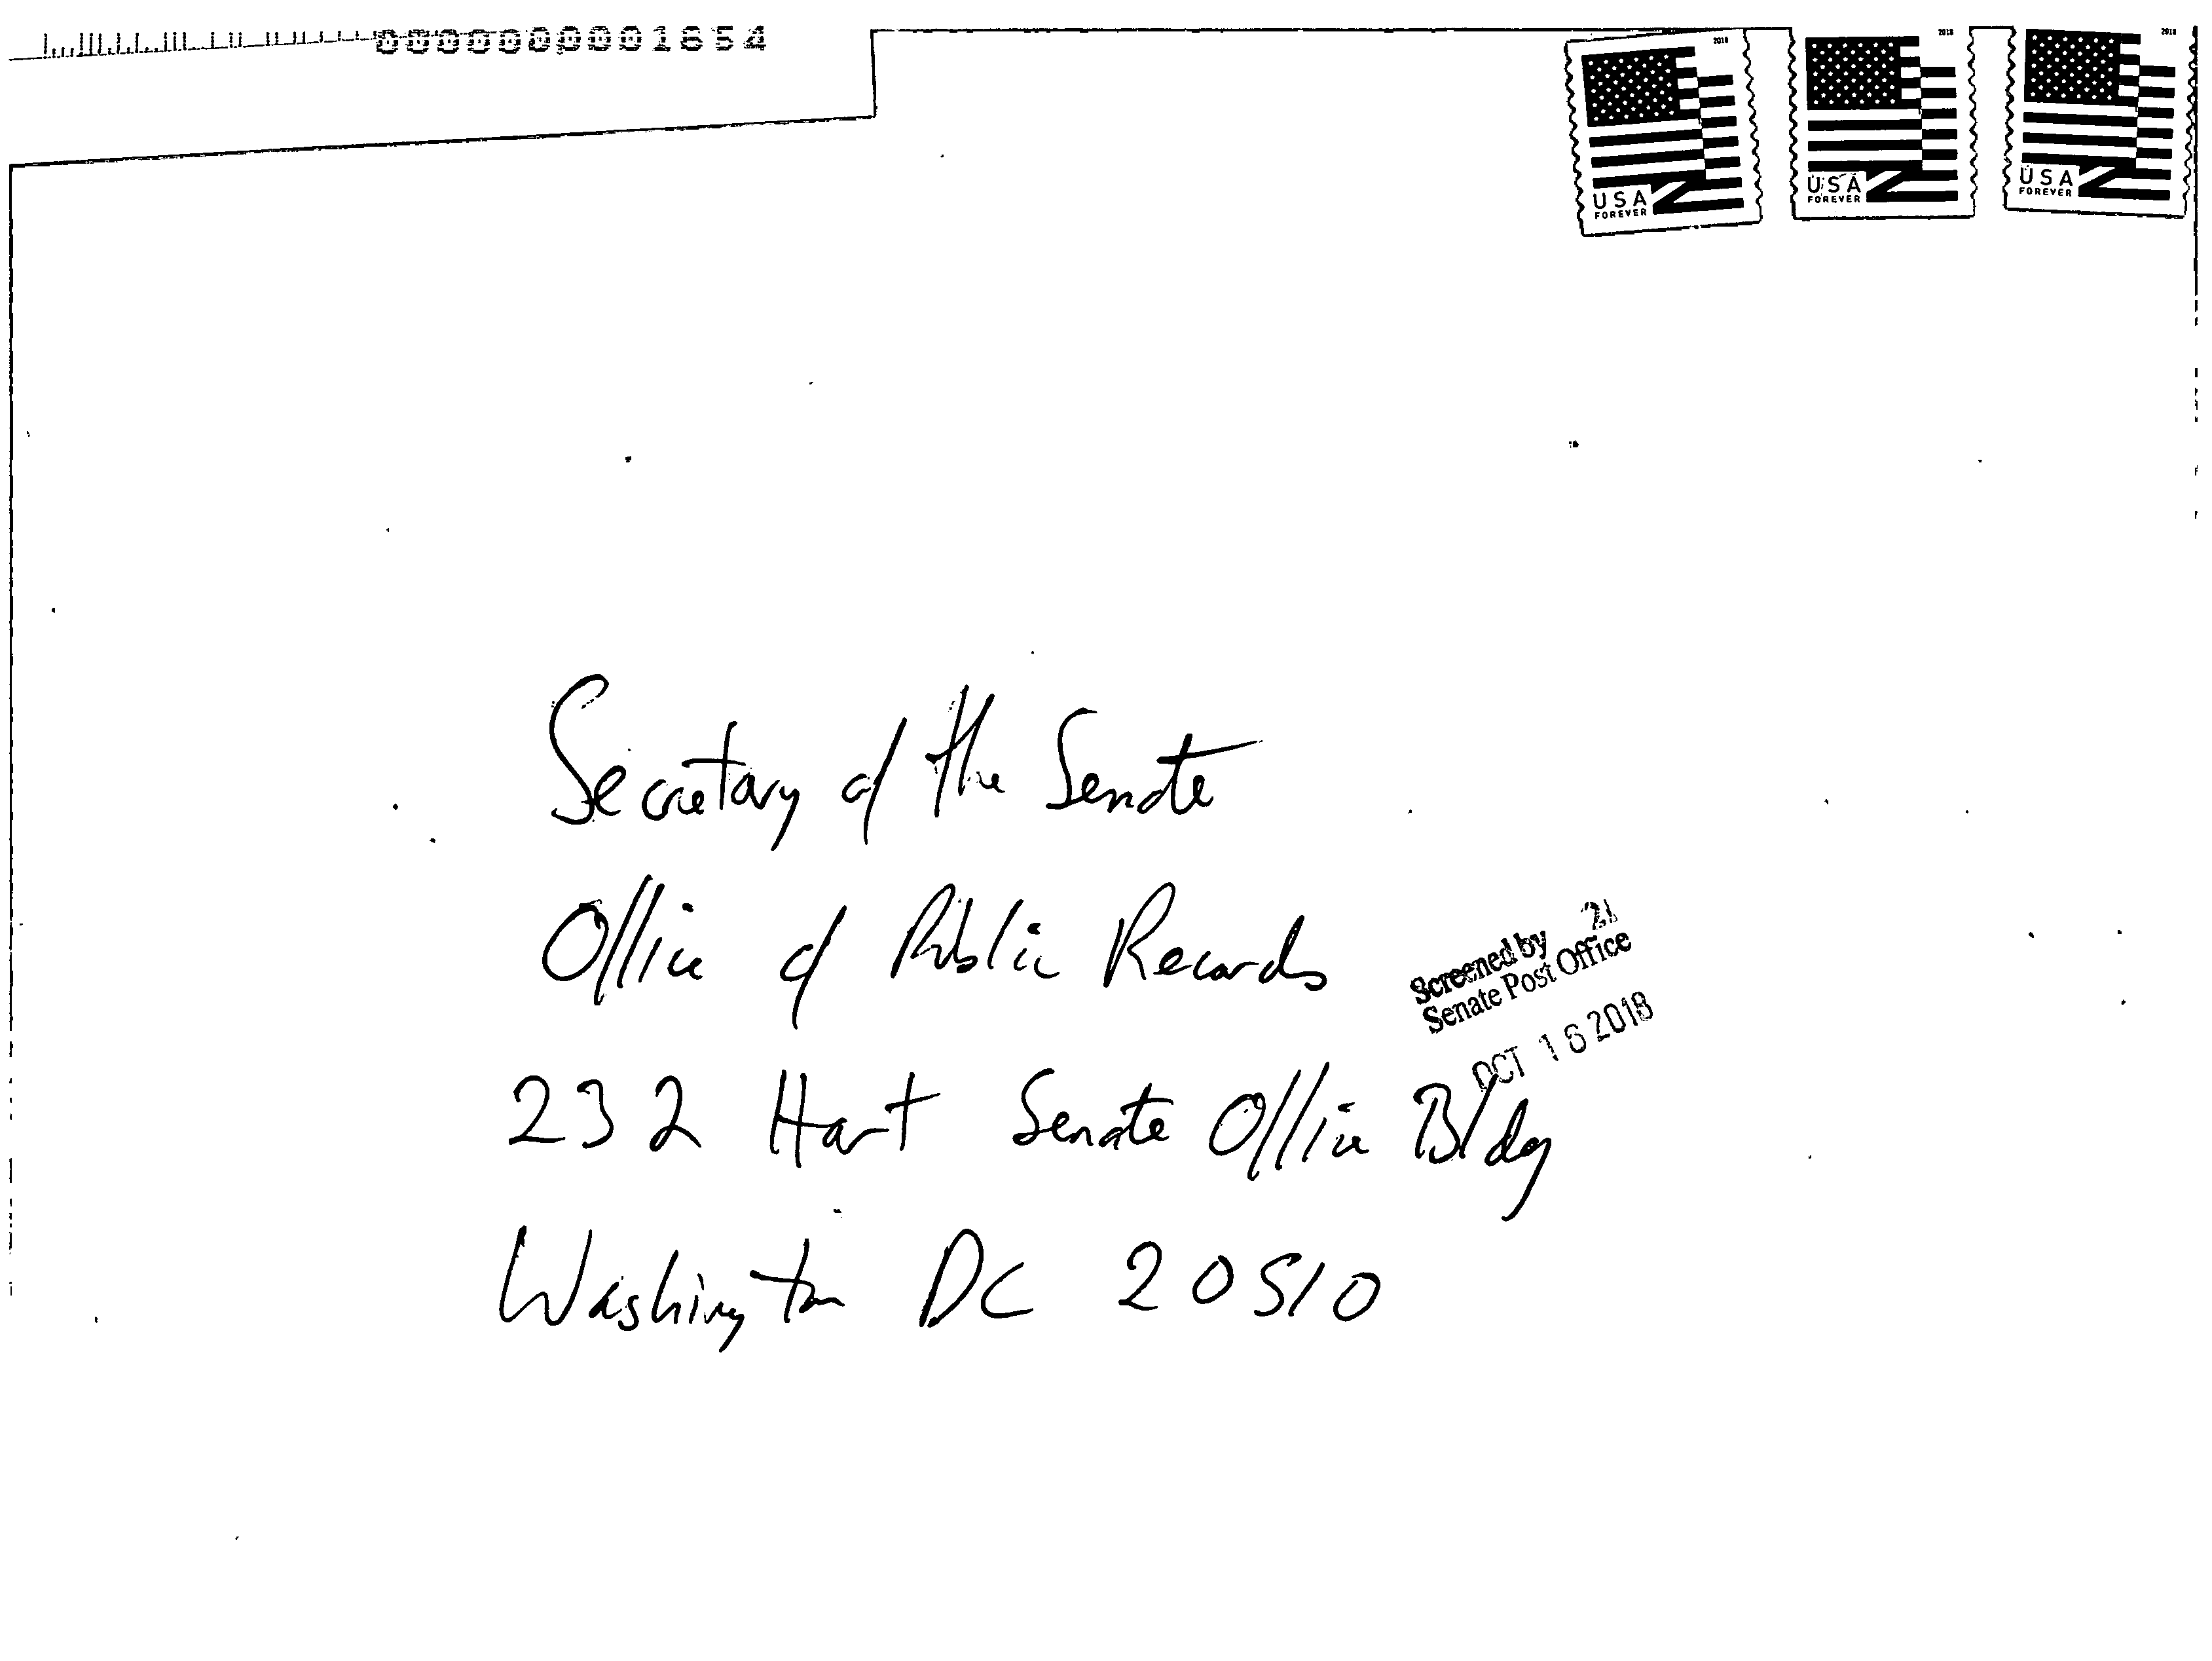 0000000001654
2018
USA
FOREVER
2018
USA
FOREVER
2018
USA
FOREVER
Secretary of the Senate
Office of Public Records
Screened by 21
Senate Post Office
OCT 16 2018
232 Hart Senate Office Bldg
Washington DC 20510